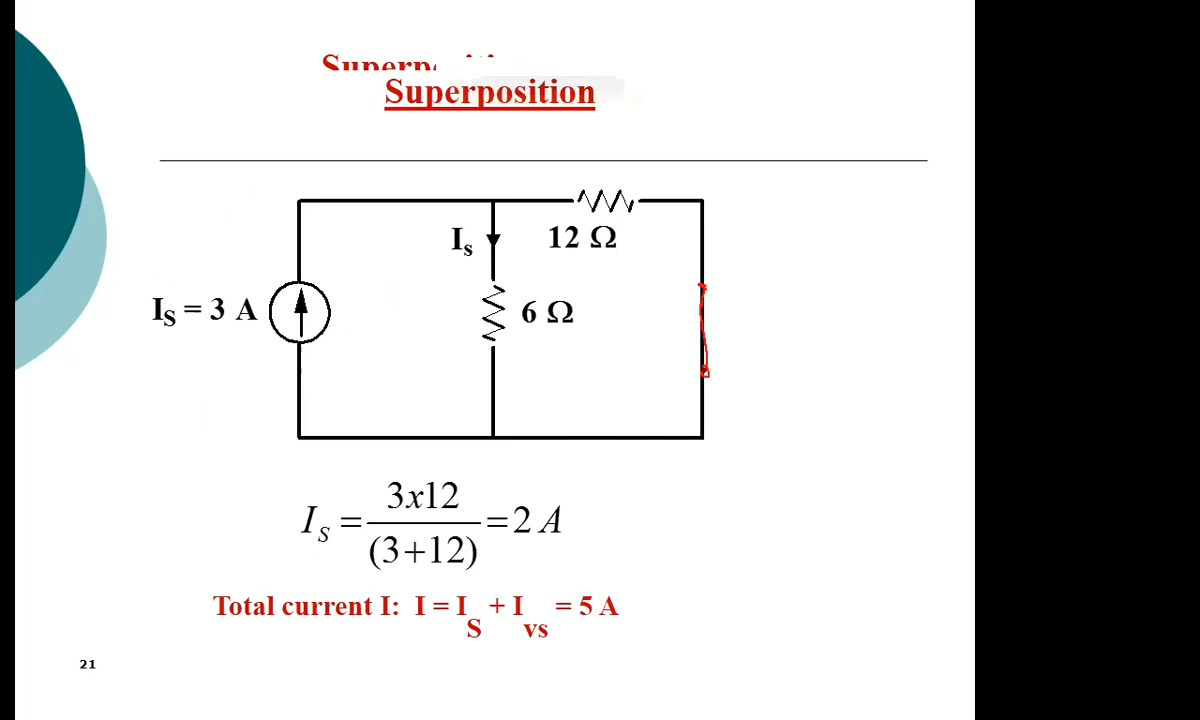 Superposition
12 Ω
Is
IS = 3 A
6 Ω
IS = 3x12 / (3+12) = 2 A
Total current I: I = IS + Ivs = 5 A
21